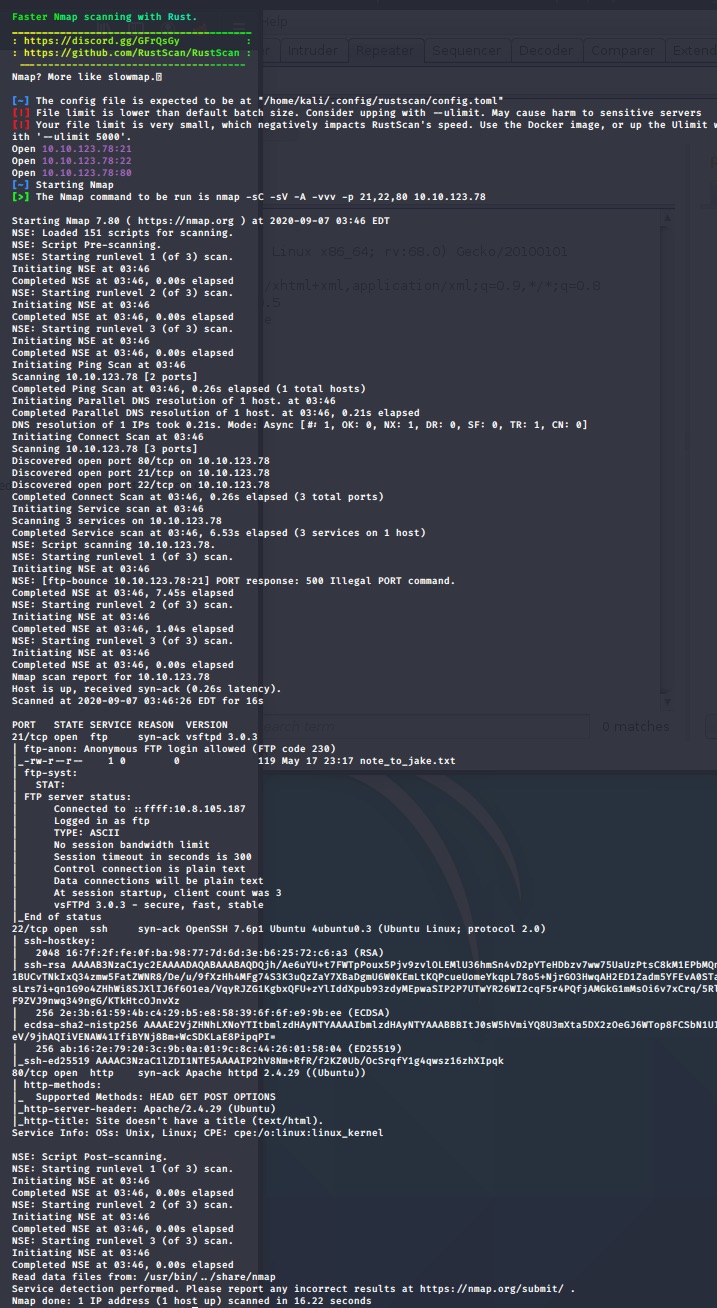 Faster Nmap scanning with Rust.
: https://discord.gg/GFrQsGy :
: https://github.com/RustScan/RustScan :
Nmap? More like slowmap.
[~] The config file is expected to be at "/home/kali/.config/rustscan/config.toml"
[!] File limit is lower than default batch size. Consider upping with --ulimit. May cause harm to sensitive servers
[!] Your file limit is very small, which negatively impacts RustScan's speed. Use the Docker image, or up the Ulimit w
ith '--ulimit 5000'.
Open 10.10.123.78:21
Open 10.10.123.78:22
Open 10.10.123.78:80
[~] Starting Nmap
[>] The Nmap command to be run is nmap -sC -sV -A -vvv -p 21,22,80 10.10.123.78
Starting Nmap 7.80 ( https://nmap.org ) at 2020-09-07 03:46 EDT
NSE: Loaded 151 scripts for scanning.
NSE: Script Pre-scanning.
NSE: Starting runlevel 1 (of 3) scan.
Initiating NSE at 03:46
Completed NSE at 03:46, 0.00s elapsed
NSE: Starting runlevel 2 (of 3) scan.
Initiating NSE at 03:46
Completed NSE at 03:46, 0.00s elapsed
NSE: Starting runlevel 3 (of 3) scan.
Initiating NSE at 03:46
Completed NSE at 03:46, 0.00s elapsed
Initiating Ping Scan at 03:46
Scanning 10.10.123.78 [2 ports]
Completed Ping Scan at 03:46, 0.26s elapsed (1 total hosts)
Initiating Parallel DNS resolution of 1 host. at 03:46
Completed Parallel DNS resolution of 1 host. at 03:46, 0.21s elapsed
DNS resolution of 1 IPs took 0.21s. Mode: Async [#: 1, OK: 0, NX: 1, DR: 0, SF: 0, TR: 1, CN: 0]
Initiating Connect Scan at 03:46
Scanning 10.10.123.78 [3 ports]
Discovered open port 80/tcp on 10.10.123.78
Discovered open port 21/tcp on 10.10.123.78
Discovered open port 22/tcp on 10.10.123.78
Completed Connect Scan at 03:46, 0.26s elapsed (3 total ports)
Initiating Service scan at 03:46
Scanning 3 services on 10.10.123.78
Completed Service scan at 03:46, 6.53s elapsed (3 services on 1 host)
NSE: Script scanning 10.10.123.78.
NSE: Starting runlevel 1 (of 3) scan.
Initiating NSE at 03:46
NSE: [ftp-bounce 10.10.123.78:21] PORT response: 500 Illegal PORT command.
Completed NSE at 03:46, 7.45s elapsed
NSE: Starting runlevel 2 (of 3) scan.
Initiating NSE at 03:46
Completed NSE at 03:46, 1.04s elapsed
NSE: Starting runlevel 3 (of 3) scan.
Initiating NSE at 03:46
Completed NSE at 03:46, 0.00s elapsed
Nmap scan report for 10.10.123.78
Host is up, received syn-ack (0.26s latency).
Scanned at 2020-09-07 03:46:26 EDT for 16s
PORT STATE SERVICE REASON VERSION
21/tcp open ftp syn-ack vsftpd 3.0.3
| ftp-anon: Anonymous FTP login allowed (FTP code 230)
|_-rw-r--r-- 1 0 0 119 May 17 23:17 note_to_jake.txt
| ftp-syst:
| STAT:
| FTP server status:
| Connected to ::ffff:10.8.105.187
| Logged in as ftp
| TYPE: ASCII
| No session bandwidth limit
| Session timeout in seconds is 300
| Control connection is plain text
| Data connections will be plain text
| At session startup, client count was 3
| vsFTPd 3.0.3 - secure, fast, stable
|_End of status
22/tcp open ssh syn-ack OpenSSH 7.6p1 Ubuntu 4ubuntu0.3 (Ubuntu Linux; protocol 2.0)
| ssh-hostkey:
| 2048 16:7f:2f:fe:0f:ba:98:77:7d:6d:3e:b6:25:72:c6:a3 (RSA)
| ssh-rsa
| 256 2e:3b:61:59:4b:c4:29:b5:e8:58:39:6f:6f:e9:9b:ee (ECDSA)
| ecdsa-sha2-nistp256
eV/9jhAQiIVENAW41IfiBYNj8Bm+WcSDKLaE8PipqPI=
| 256 ab:16:2e:79:20:3c:9b:0a:01:9c:8c:44:26:01:58:04 (ED25519)
|_ssh-ed25519 AAAAC3NzaC1lZDI1NTE5AAAAIP2hV8Nm+RfR/f2KZ0Ub/OcSrqfY1g4qwsz16zhXIpqk
80/tcp open http syn-ack Apache httpd 2.4.29 ((Ubuntu))
| http-methods:
|_ Supported Methods: HEAD GET POST OPTIONS
|_http-server-header: Apache/2.4.29 (Ubuntu)
|_http-title: Site doesn't have a title (text/html).
Service Info: OSs: Unix, Linux; CPE: cpe:/o:linux:linux_kernel
NSE: Script Post-scanning.
NSE: Starting runlevel 1 (of 3) scan.
Initiating NSE at 03:46
Completed NSE at 03:46, 0.00s elapsed
NSE: Starting runlevel 2 (of 3) scan.
Initiating NSE at 03:46
Completed NSE at 03:46, 0.00s elapsed
NSE: Starting runlevel 3 (of 3) scan.
Initiating NSE at 03:46
Completed NSE at 03:46, 0.00s elapsed
Read data files from: /usr/bin/../share/nmap
Service detection performed. Please report any incorrect results at https://nmap.org/submit/ .
Nmap done: 1 IP address (1 host up) scanned in 16.22 seconds
Help
Intruder Repeater Sequencer Decoder Comparer Extend
Linux x86_64; rv:68.0) Gecko/20100101
/xhtml+xml,application/xml;q=0.9,*/*;q=0.8
search term
0 matches